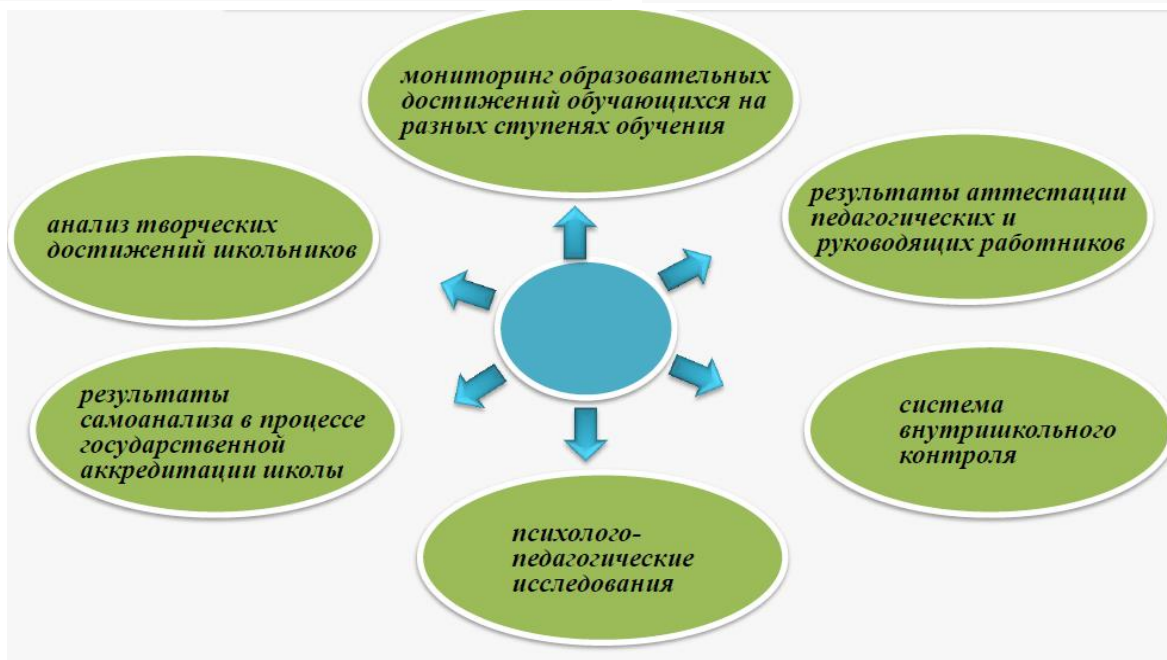 мониторинг образовательных
достижений обучающихся на
разных ступенях обучения
анализ творческих
достижений школьников
результаты аттестации
педагогических и
руководящих работников
результаты
самоанализа в процессе
государственной
аккредитации школы
система
внутришкольного
контроля
психолого-
педагогические
исследования